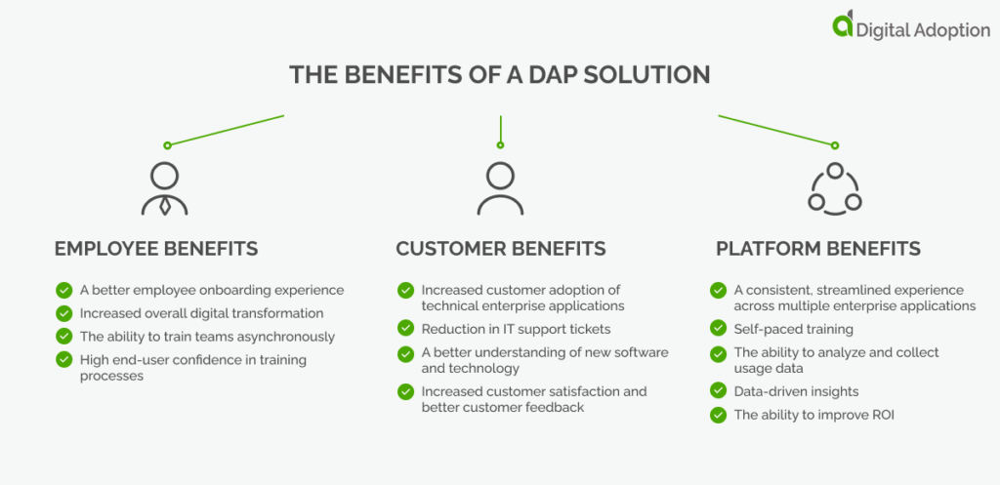 Digital Adoption
THE BENEFITS OF A DAP SOLUTION
EMPLOYEE BENEFITS
A better employee onboarding experience
Increased overall digital transformation
The ability to train teams asynchronously
High end-user confidence in training
processes
CUSTOMER BENEFITS
Increased customer adoption of
technical enterprise applications
Reduction in IT support tickets
A better understanding of new software
and technology
Increased customer satisfaction and
better customer feedback
PLATFORM BENEFITS
A consistent, streamlined experience
across multiple enterprise applications
Self-paced training
The ability to analyze and collect
usage data
Data-driven insights
The ability to improve ROI